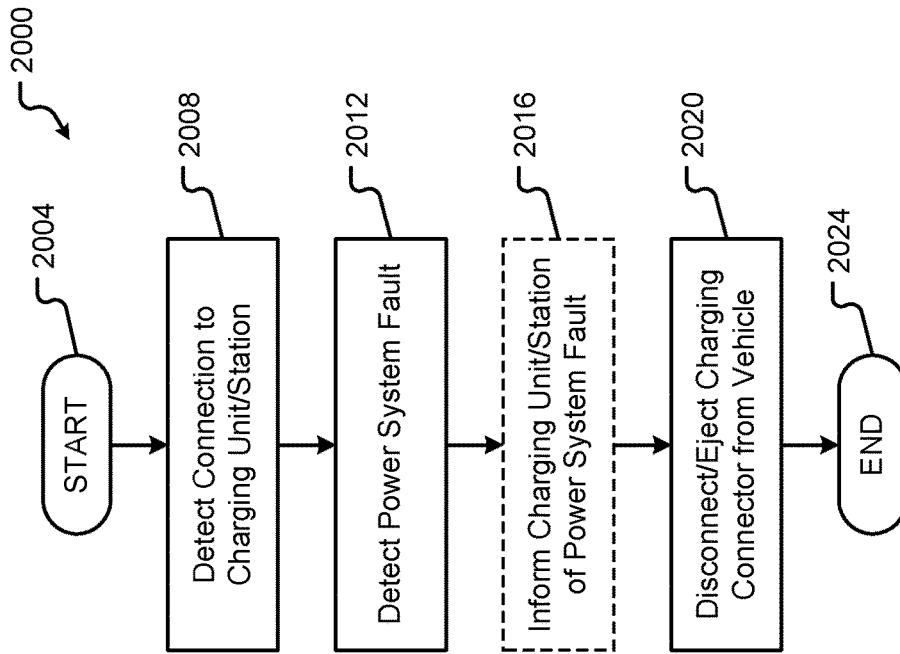 2000
START
2004
Detect Connection to
Charging Unit/Station
2008
Detect Power System Fault
2012
Inform Charging Unit/Station
of Power System Fault
2016
Disconnect/Eject Charging
Connector from Vehicle
2020
END
2024